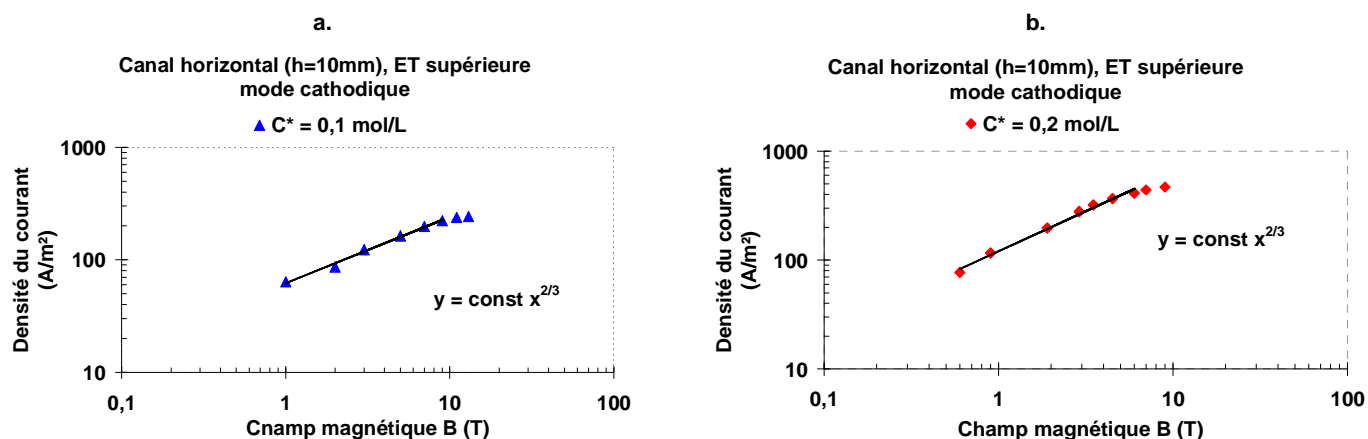 a.
Canal horizontal (h=10mm), ET supérieure
mode cathodique
C* = 0,1 mol/L
Densité du courant
(A/m²)
1000
100
10
y = const x^2/3
0,1
1
10
100
Cnamp magnétique B (T)
b.
Canal horizontal (h=10mm), ET supérieure
mode cathodique
C* = 0,2 mol/L
Densité du courant
(A/m²)
1000
100
10
y = const x^2/3
0,1
1
10
100
Champ magnétique B (T)